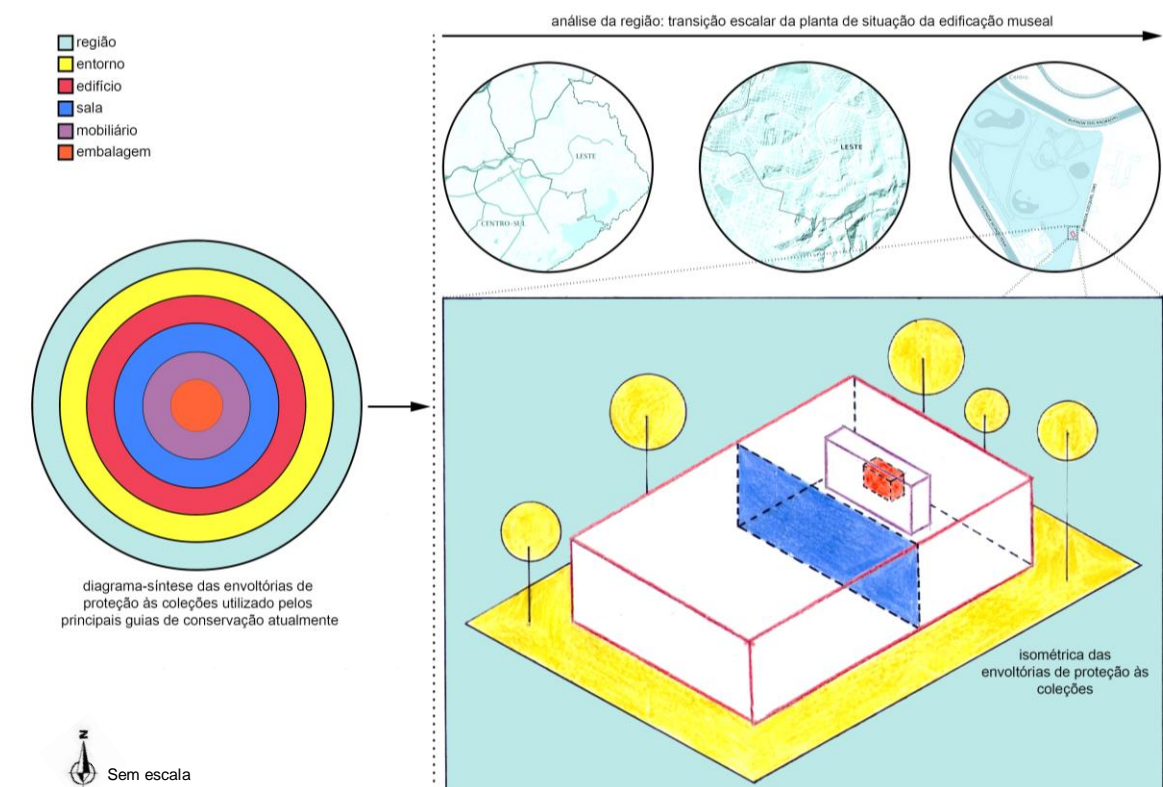 análise da região: transição escalar da planta de situação da edificação museal
região
entorno
edifício
sala
mobiliário
embalagem
LESTE
CENTRO-SUL
LESTE
Centro
diagrama-síntese das envoltórias de
proteção às coleções utilizado pelos
principais guias de conservação atualmente
isométrica das
envoltórias de proteção às
coleções
N
Sem escala